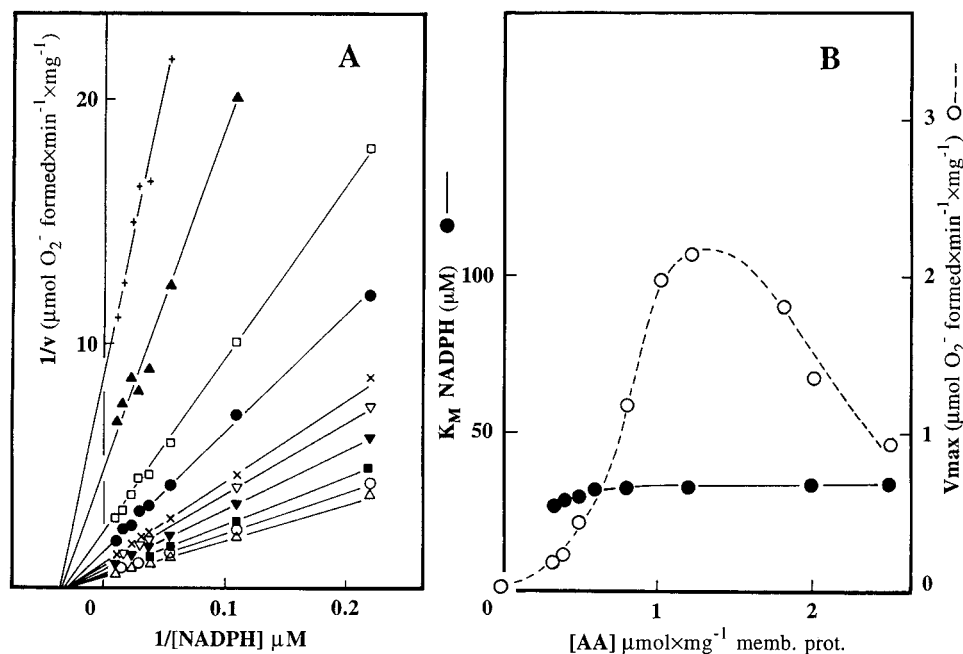 A
20
10
1/v (μmol O₂⁻ formed×min⁻¹×mg⁻¹)
0
0.1
0.2
1/[NADPH] μM
B
100
50
K_M NADPH (μM)
3
2
1
0
Vmax (μmol O₂⁻ formed×min⁻¹×mg⁻¹)
0
1
2
[AA] μmol×mg⁻¹ memb. prot.